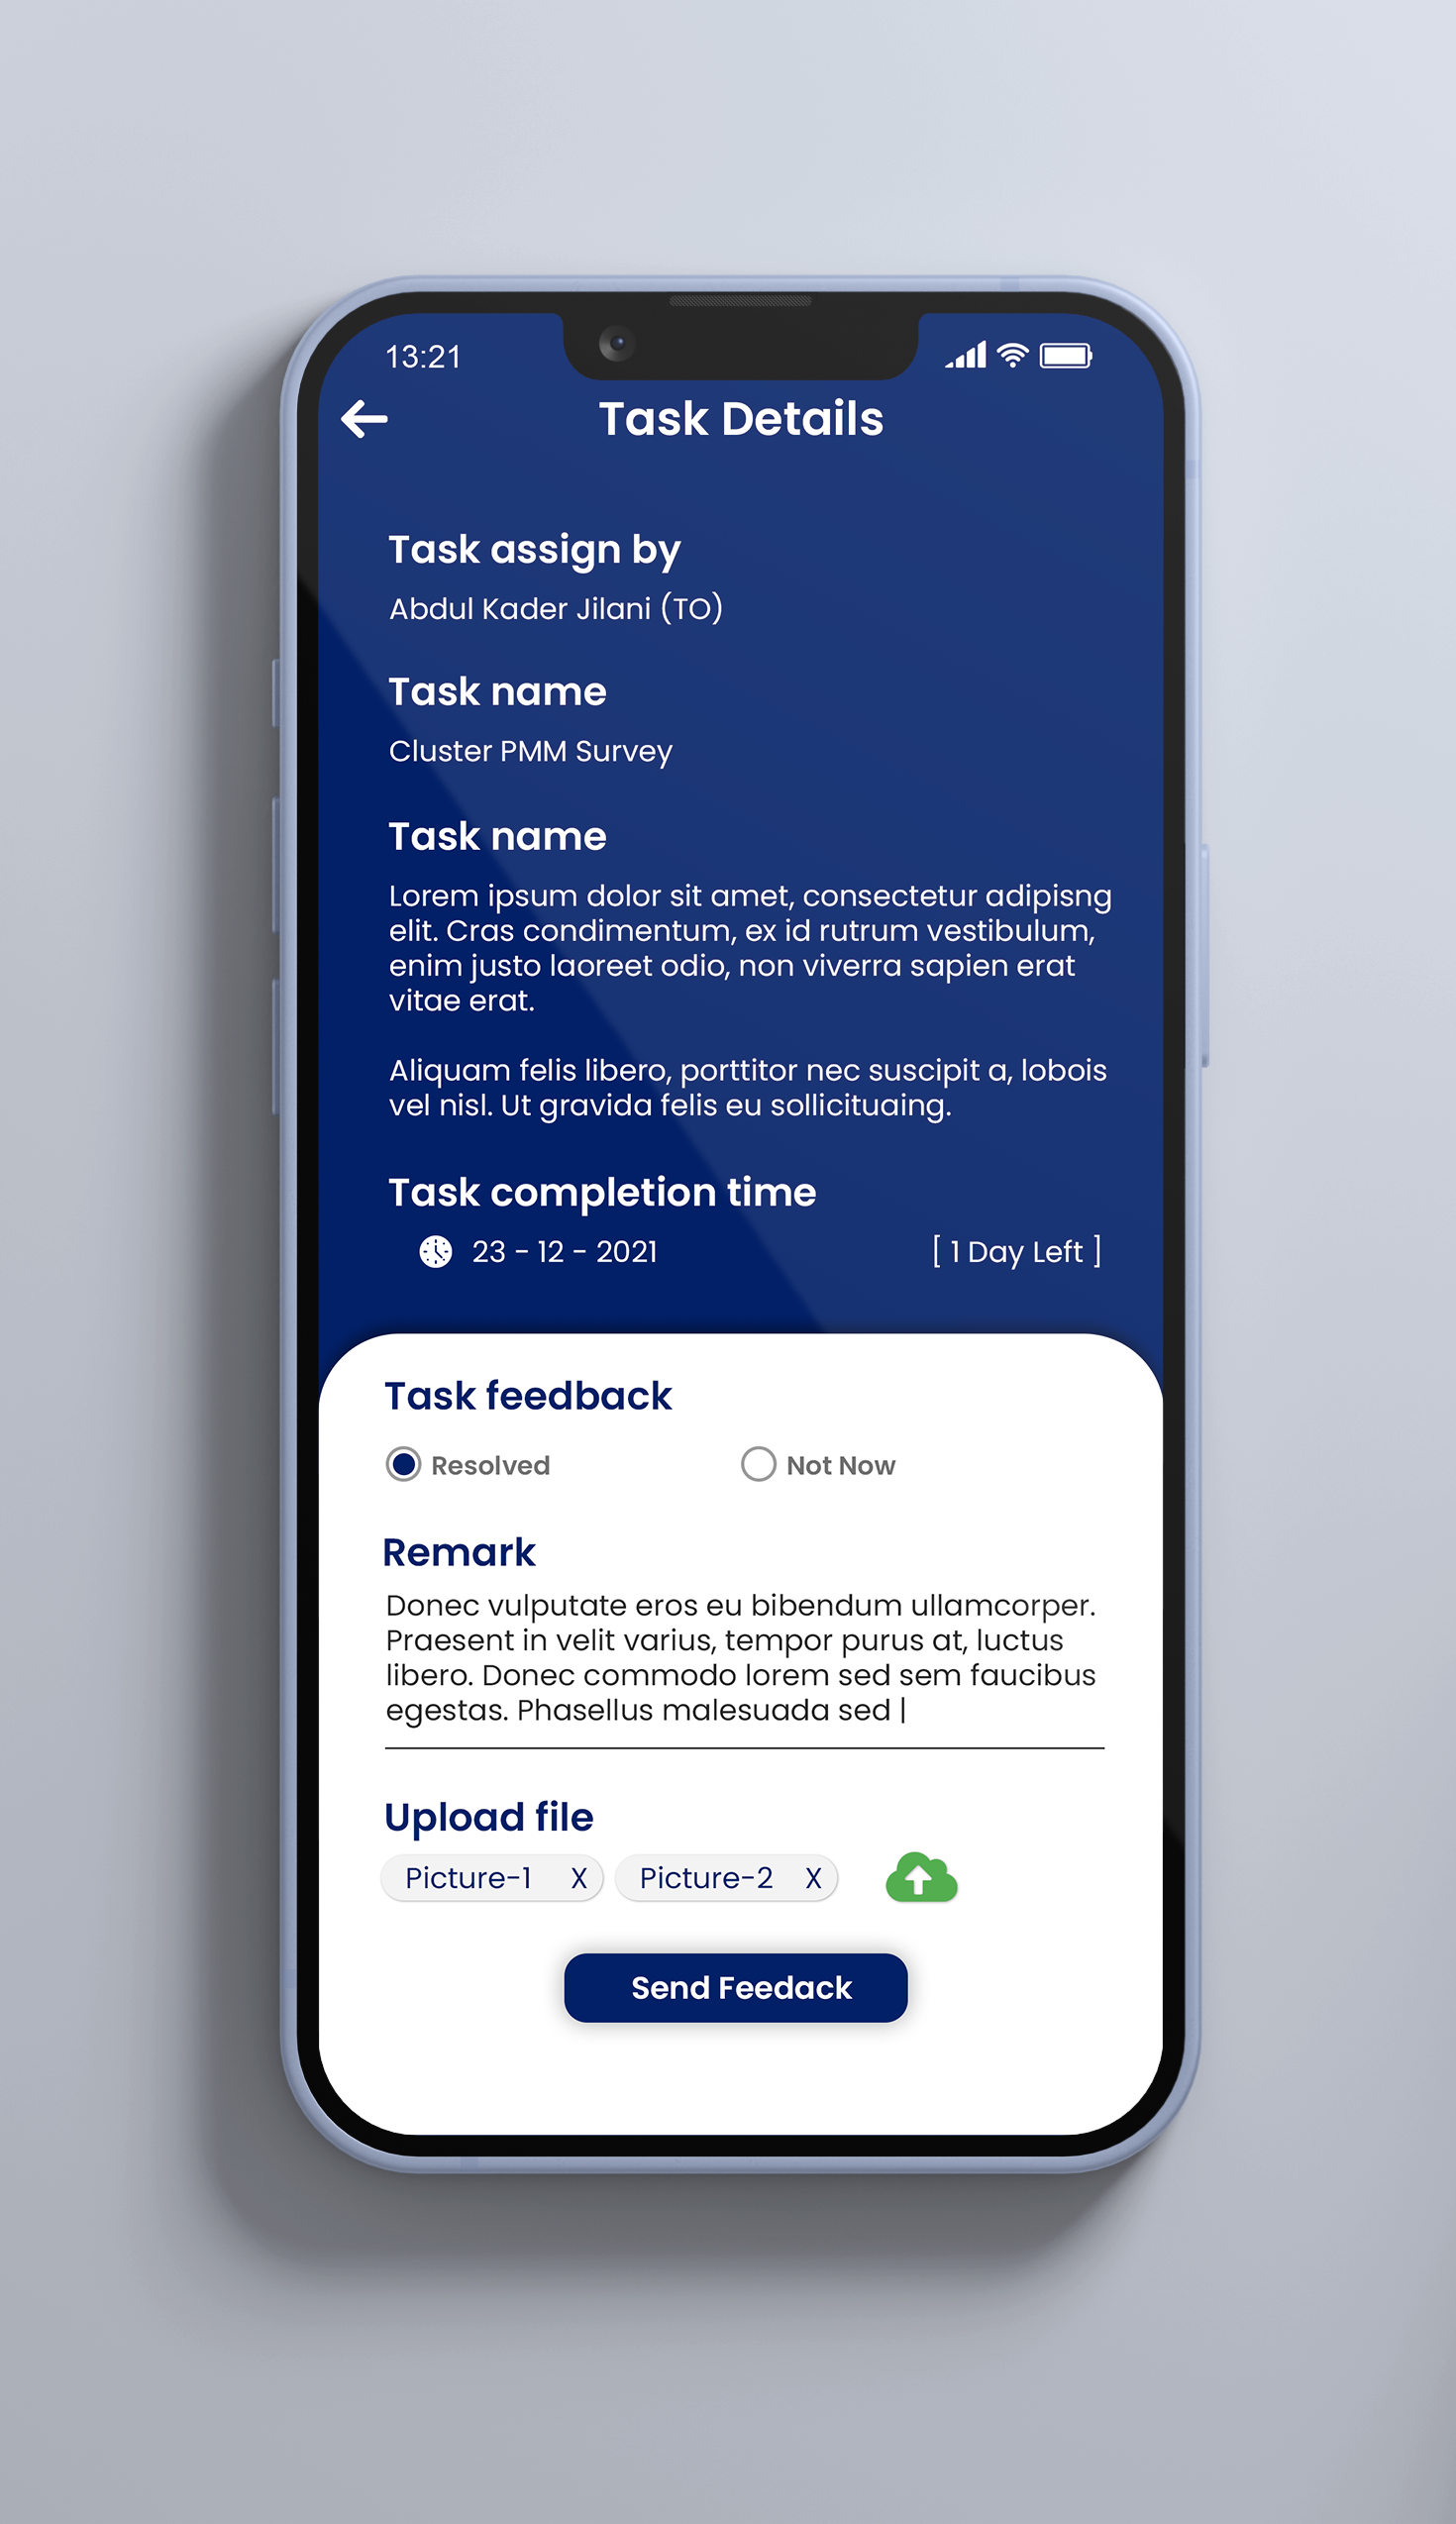 13:21
Task Details
Task assign by
Abdul Kader Jilani (TO)
Task name
Cluster PMM Survey
Task name
Lorem ipsum dolor sit amet, consectetur adipisng
elit. Cras condimentum, ex id rutrum vestibulum,
enim justo laoreet odio, non viverra sapien erat
vitae erat.
Aliquam felis libero, porttitor nec suscipit a, lobois
vel nisl. Ut gravida felis eu sollicituaing.
Task completion time
23 - 12 - 2021 [ 1 Day Left ]
Task feedback
Resolved Not Now
Remark
Donec vulputate eros eu bibendum ullamcorper.
Praesent in velit varius, tempor purus at, luctus
libero. Donec commodo lorem sed sem faucibus
egestas. Phasellus malesuada sed |
Upload file
Picture-1 X Picture-2 X
Send Feedack